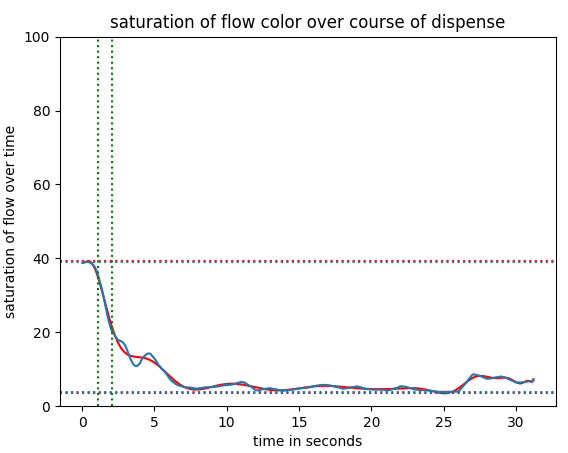 saturation of flow color over course of dispense
100
80
60
40
20
0
saturation of flow over time
0 5 10 15 20 25 30
time in seconds